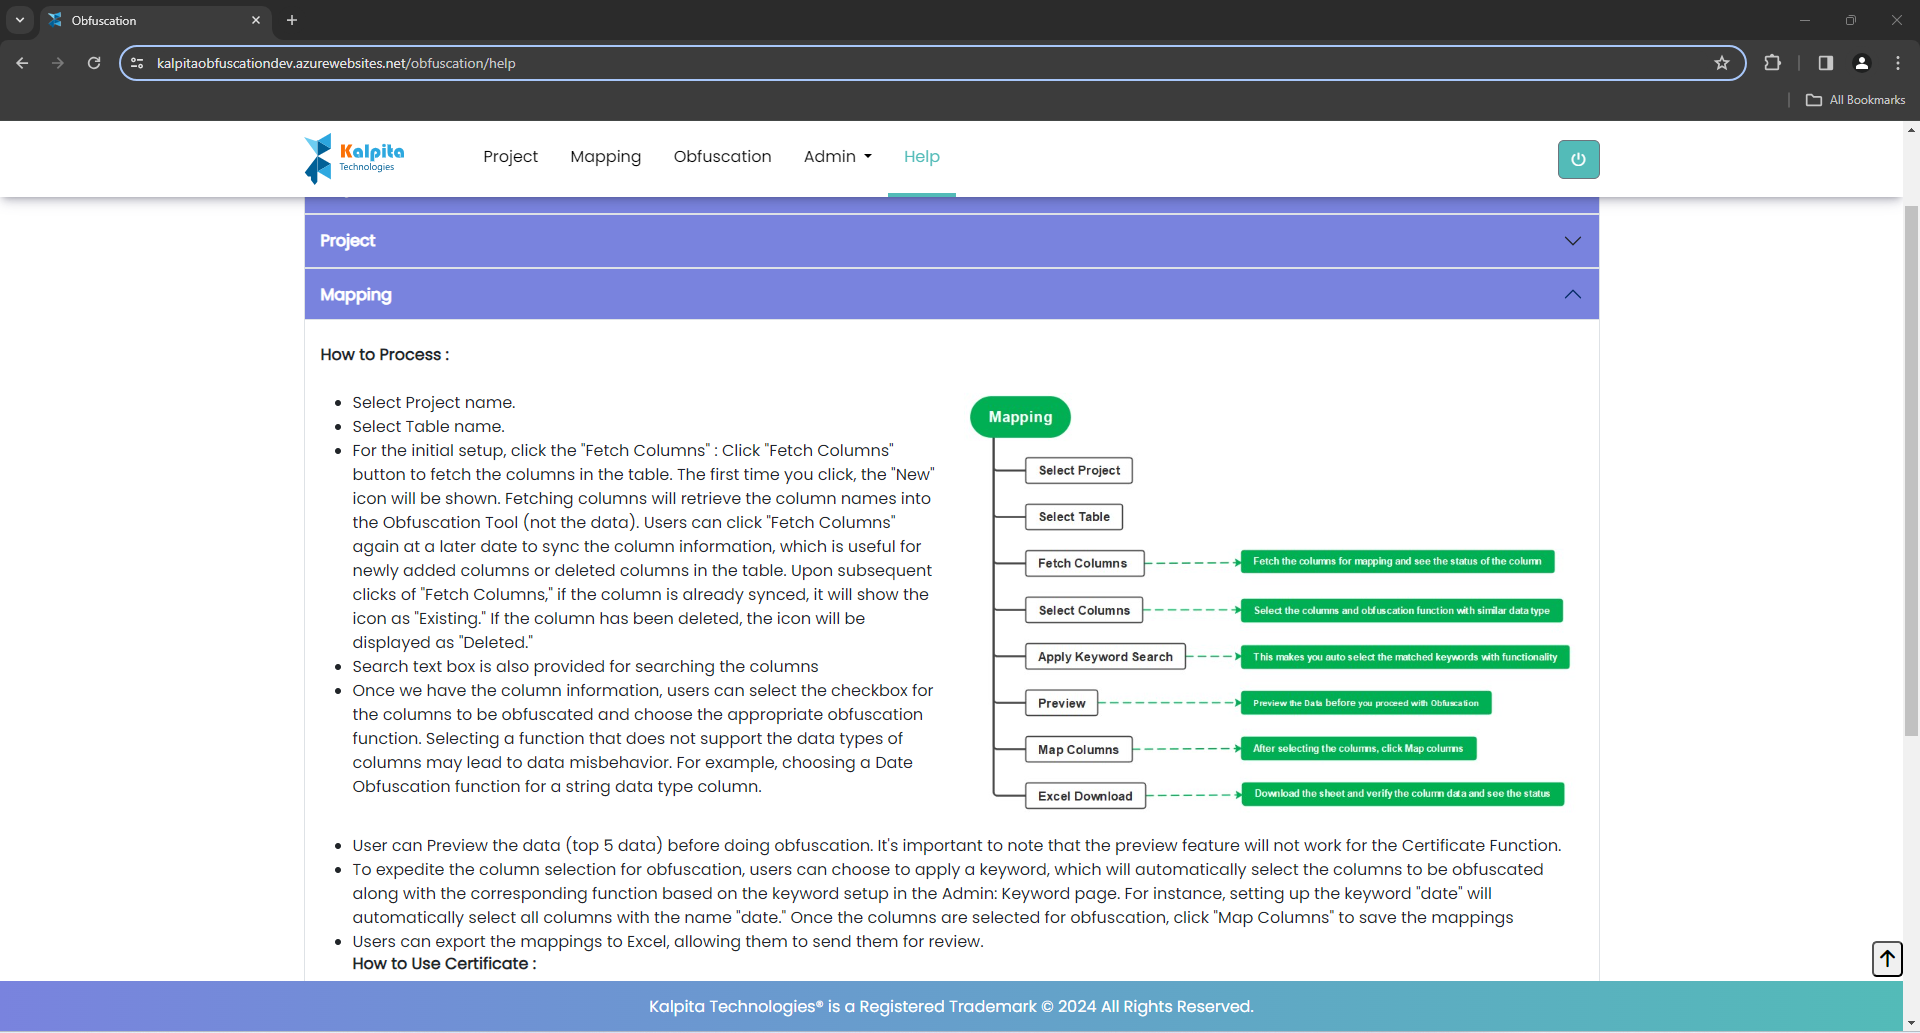 Obfuscation
kalpitaobfuscationdev.azurewebsites.net/obfuscation/help
All Bookmarks
Kalpita
Technologies
Project
Mapping
Obfuscation
Admin
Help
Project
Mapping
How to Process :
Select Project name.
Select Table name.
For the initial setup, click the "Fetch Columns" : Click "Fetch Columns"
button to fetch the columns in the table. The first time you click, the "New"
icon will be shown. Fetching columns will retrieve the column names into
the Obfuscation Tool (not the data). Users can click "Fetch Columns"
again at a later date to sync the column information, which is useful for
newly added columns or deleted columns in the table. Upon subsequent
clicks of "Fetch Columns," if the column is already synced, it will show the
icon as "Existing." If the column has been deleted, the icon will be
displayed as "Deleted."
Search text box is also provided for searching the columns
Once we have the column information, users can select the checkbox for
the columns to be obfuscated and choose the appropriate obfuscation
function. Selecting a function that does not support the data types of
columns may lead to data misbehavior. For example, choosing a Date
Obfuscation function for a string data type column.
Mapping
Select Project
Select Table
Fetch Columns
Fetch the columns for mapping and see the status of the column
Select Columns
Select the columns and obfuscation function with similar data type
Apply Keyword Search
This makes you auto select the matched keywords with functionality
Preview
Preview the Data before you proceed with Obfuscation
Map Columns
After selecting the columns, click Map columns
Excel Download
Download the sheet and verify the column data and see the status
User can Preview the data (top 5 data) before doing obfuscation. It's important to note that the preview feature will not work for the Certificate Function.
To expedite the column selection for obfuscation, users can choose to apply a keyword, which will automatically select the columns to be obfuscated
along with the corresponding function based on the keyword setup in the Admin: Keyword page. For instance, setting up the keyword "date" will
automatically select all columns with the name "date." Once the columns are selected for obfuscation, click "Map Columns" to save the mappings
Users can export the mappings to Excel, allowing them to send them for review.
How to Use Certificate :
Kalpita Technologies® is a Registered Trademark © 2024 All Rights Reserved.